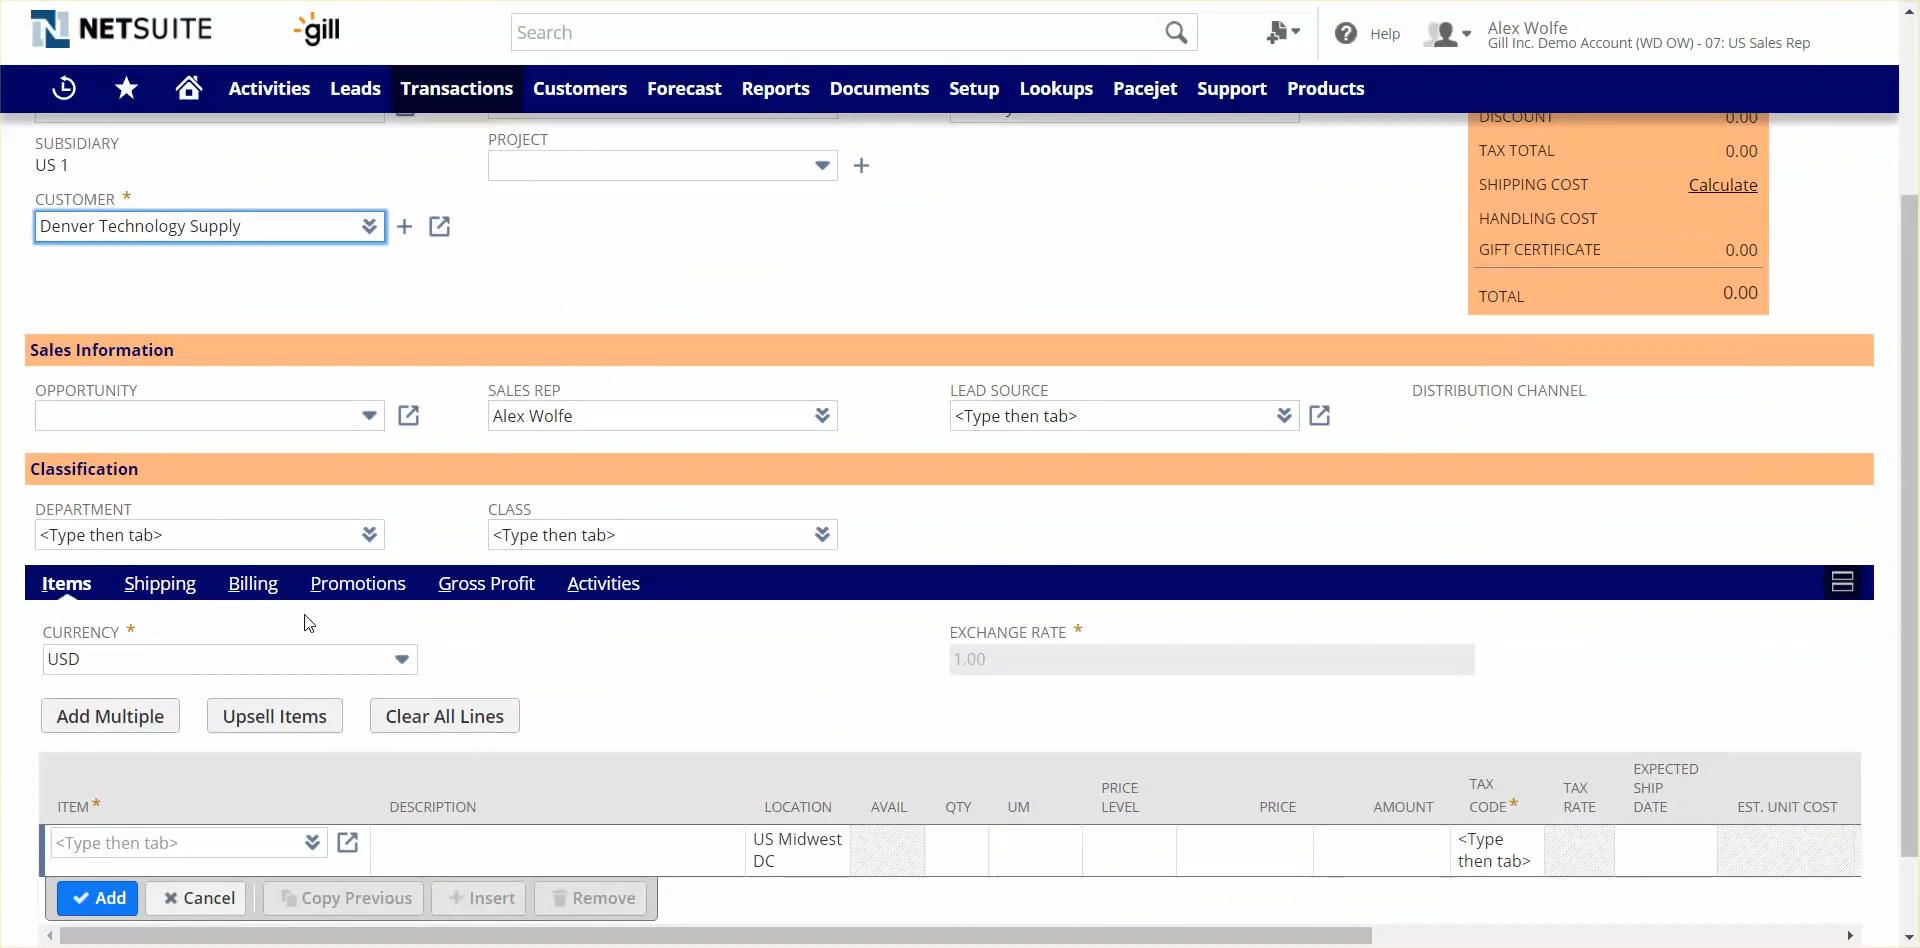 NETSUITE
gill
Search
Help
Alex Wolfe
Gill Inc. Demo Account (WD OW) - 07: US Sales Rep
Activities Leads Transactions Customers Forecast Reports Documents Setup Lookups Pacejet Support Products
DISCOUNT 0.00
SUBSIDIARY
US 1
PROJECT
TAX TOTAL 0.00
SHIPPING COST Calculate
CUSTOMER *
Denver Technology Supply
HANDLING COST
GIFT CERTIFICATE 0.00
TOTAL 0.00
Sales Information
OPPORTUNITY SALES REP LEAD SOURCE DISTRIBUTION CHANNEL
Alex Wolfe <Type then tab>
Classification
DEPARTMENT CLASS
<Type then tab> <Type then tab>
Items Shipping Billing Promotions Gross Profit Activities
CURRENCY * EXCHANGE RATE *
USD 1.00
Add Multiple Upsell Items Clear All Lines
ITEM * DESCRIPTION LOCATION AVAIL QTY UM PRICE LEVEL PRICE AMOUNT TAX CODE * TAX RATE EXPECTED SHIP DATE EST. UNIT COST
<Type then tab> US Midwest DC <Type then tab>
Add Cancel Copy Previous Insert Remove